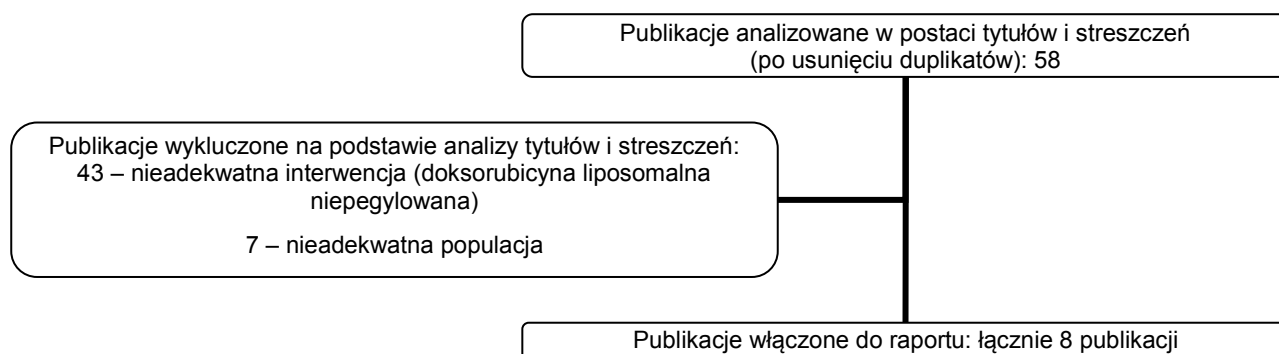 Publikacje analizowane w postaci tytułów i streszczeń
(po usunięciu duplikatów): 58
Publikacje wykluczone na podstawie analizy tytułów i streszczeń:
43 – nieadekwatna interwencja (doksorubicyna liposomalna
niepegylowana)
7 – nieadekwatna populacja
Publikacje włączone do raportu: łącznie 8 publikacji